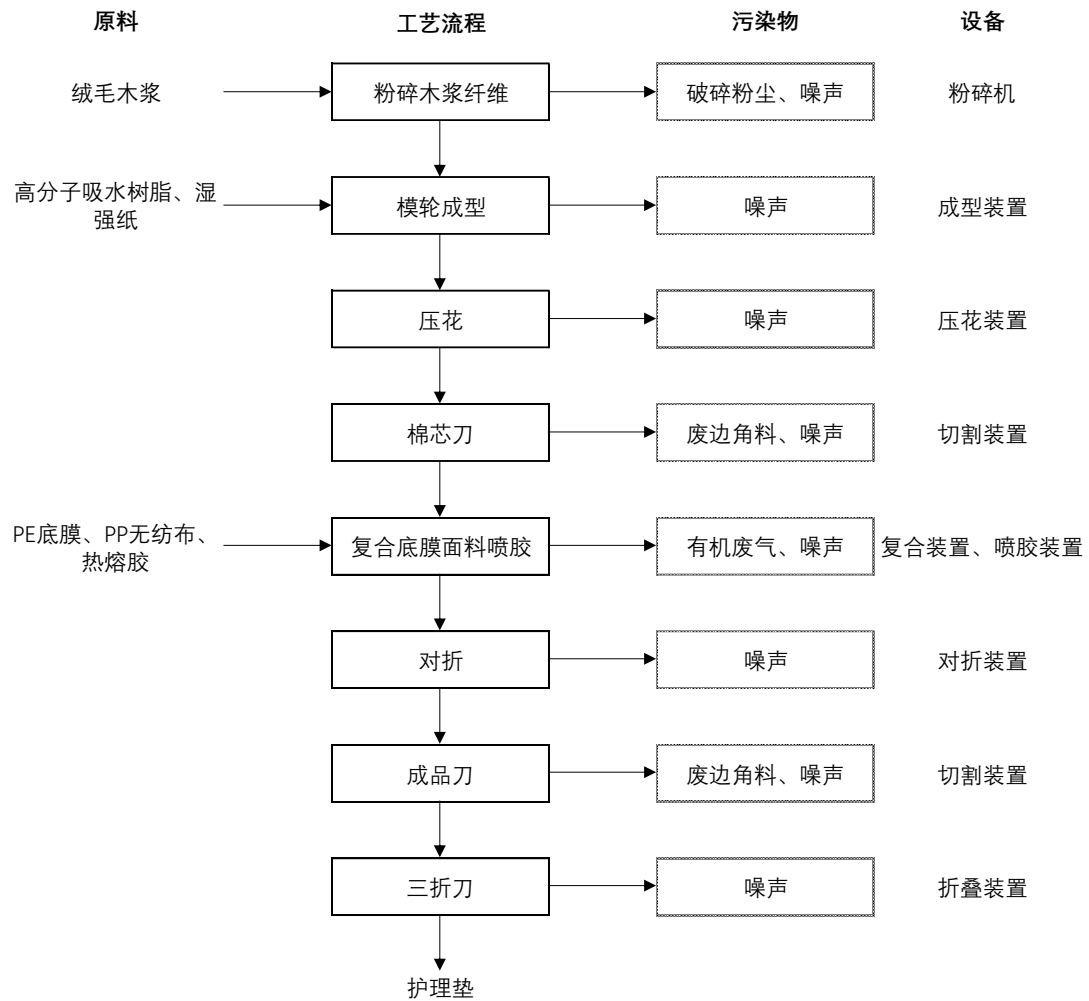 原料 工艺流程 污染物 设备
绒毛木浆 粉碎木浆纤维 破碎粉尘、噪声 粉碎机
高分子吸水树脂、湿
强纸 模轮成型 噪声 成型装置
压花 噪声 压花装置
棉芯刀 废边角料、噪声 切割装置
PE底膜、PP无纺布、
热熔胶 复合底膜面料喷胶 有机废气、噪声 复合装置、喷胶装置
对折 噪声 对折装置
成品刀 废边角料、噪声 切割装置
三折刀 噪声 折叠装置
护理垫